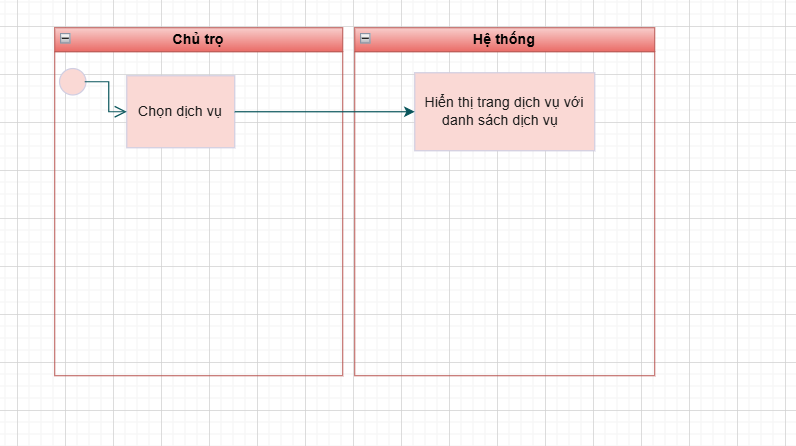 Chủ trọ
Hệ thống
Chọn dịch vụ
Hiển thị trang dịch vụ với
danh sách dịch vụ